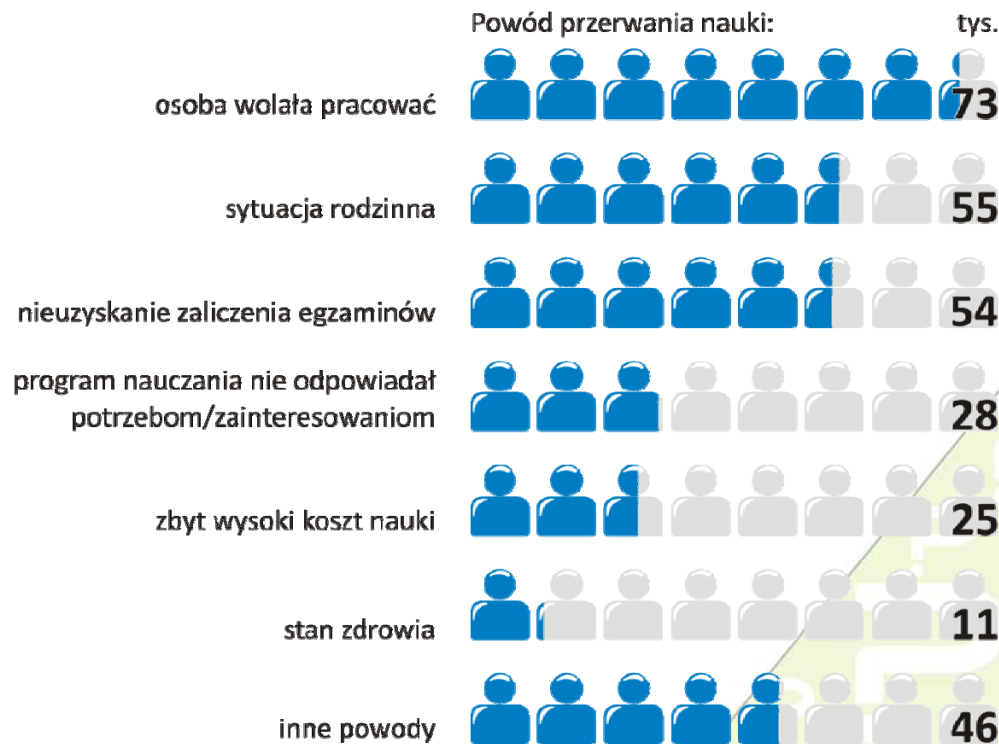 Powód przerwania nauki: tys.
osoba wolała pracować 73
sytuacja rodzinna 55
nieuzyskanie zaliczenia egzaminów 54
program nauczania nie odpowiadał
potrzebom/zainteresowaniom 28
zbyt wysoki koszt nauki 25
stan zdrowia 11
inne powody 46